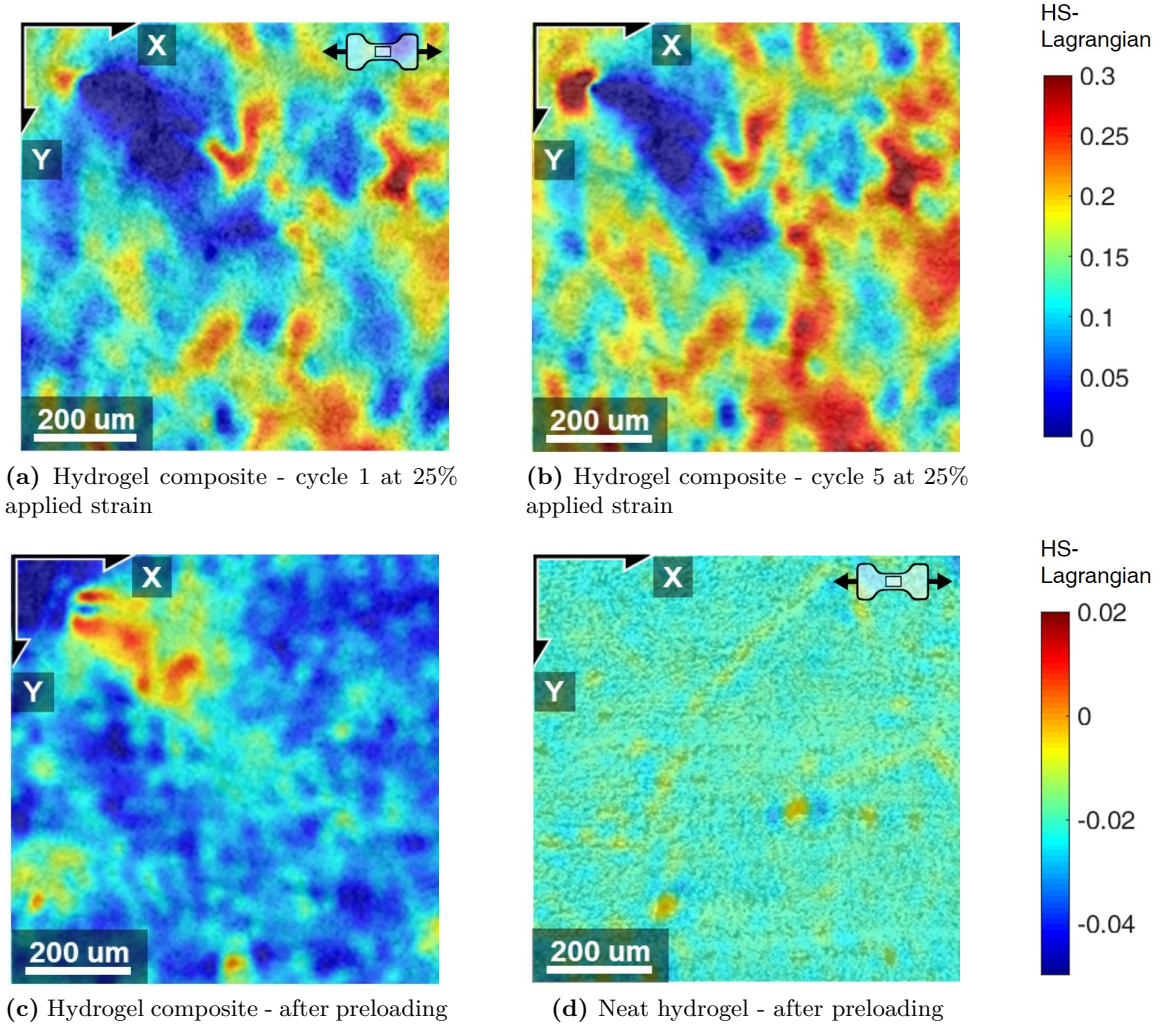 X
Y
200 um
(a) Hydrogel composite - cycle 1 at 25%
applied strain
X
Y
200 um
(b) Hydrogel composite - cycle 5 at 25%
applied strain
HS-
Lagrangian
0.3
0.25
0.2
0.15
0.1
0.05
0
X
Y
200 um
(c) Hydrogel composite - after preloading
X
Y
200 um
(d) Neat hydrogel - after preloading
HS-
Lagrangian
0.02
0
-0.02
-0.04